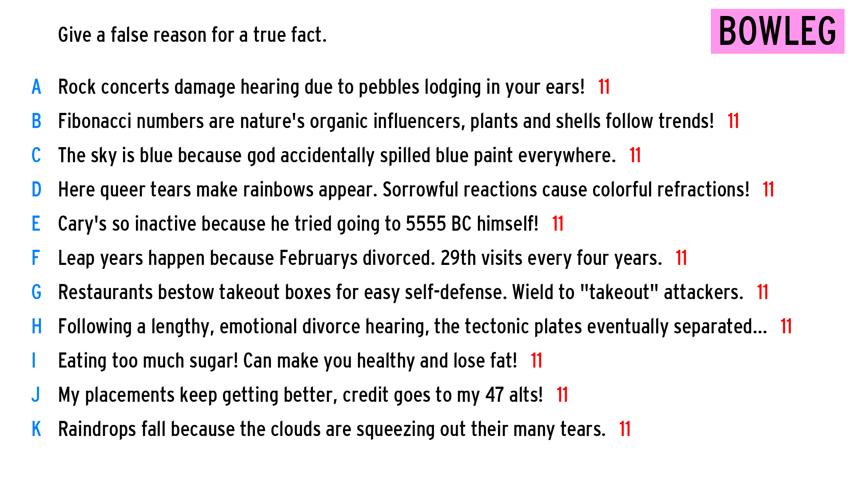 Give a false reason for a true fact.
BOWLEG
A Rock concerts damage hearing due to pebbles lodging in your ears! 11
B Fibonacci numbers are nature's organic influencers, plants and shells follow trends! 11
C The sky is blue because god accidentally spilled blue paint everywhere. 11
D Here queer tears make rainbows appear. Sorrowful reactions cause colorful refractions! 11
E Cary's so inactive because he tried going to 5555 BC himself! 11
F Leap years happen because Februarys divorced. 29th visits every four years. 11
G Restaurants bestow takeout boxes for easy self-defense. Wield to "takeout" attackers. 11
H Following a lengthy, emotional divorce hearing, the tectonic plates eventually separated... 11
I Eating too much sugar! Can make you healthy and lose fat! 11
J My placements keep getting better, credit goes to my 47 alts! 11
K Raindrops fall because the clouds are squeezing out their many tears. 11